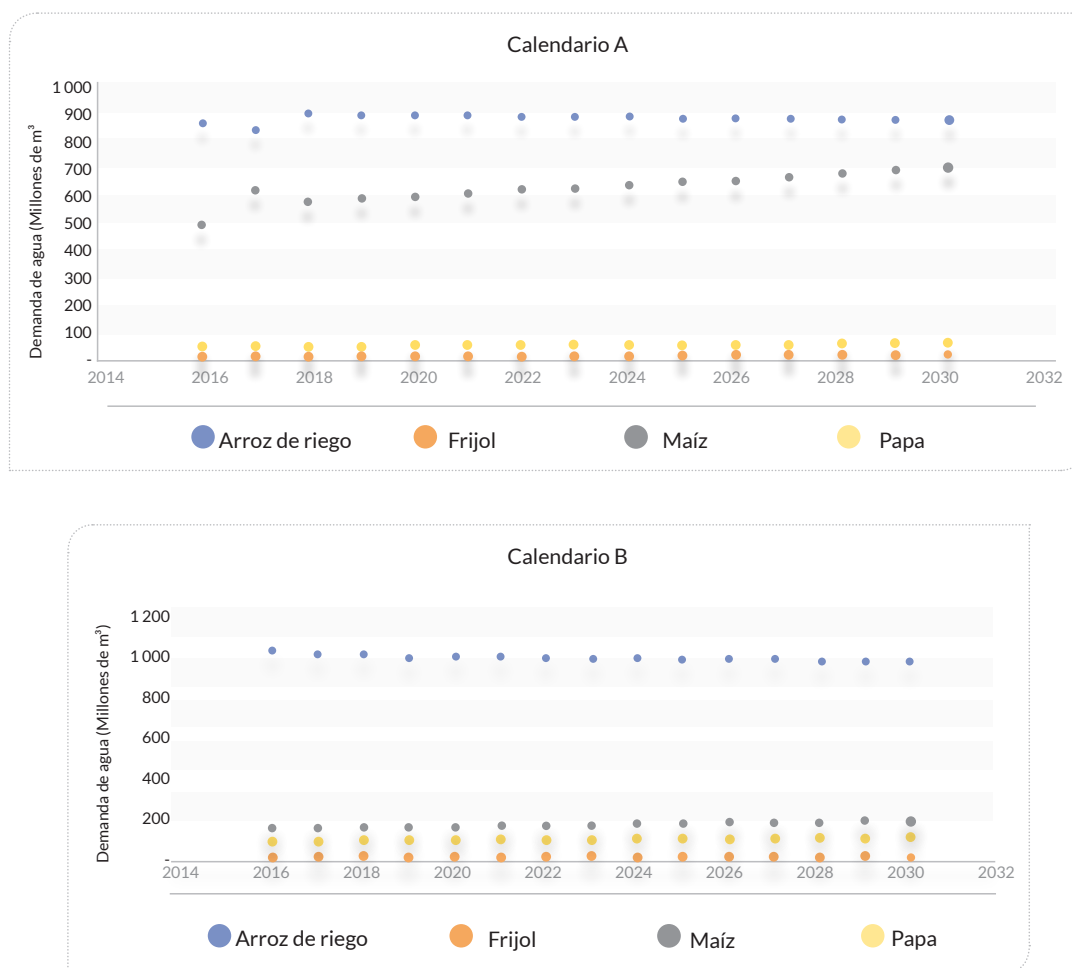 Calendario A
Demanda de agua (Millones de m³)
1 000
900
800
700
600
500
400
300
200
100
-
2014 2016 2018 2020 2022 2024 2026 2028 2030 2032
Arroz de riego Frijol Maíz Papa
Calendario B
Demanda de agua (Millones de m³)
1 200
1 000
800
600
400
200
-
2014 2016 2018 2020 2022 2024 2026 2028 2030 2032
Arroz de riego Frijol Maíz Papa